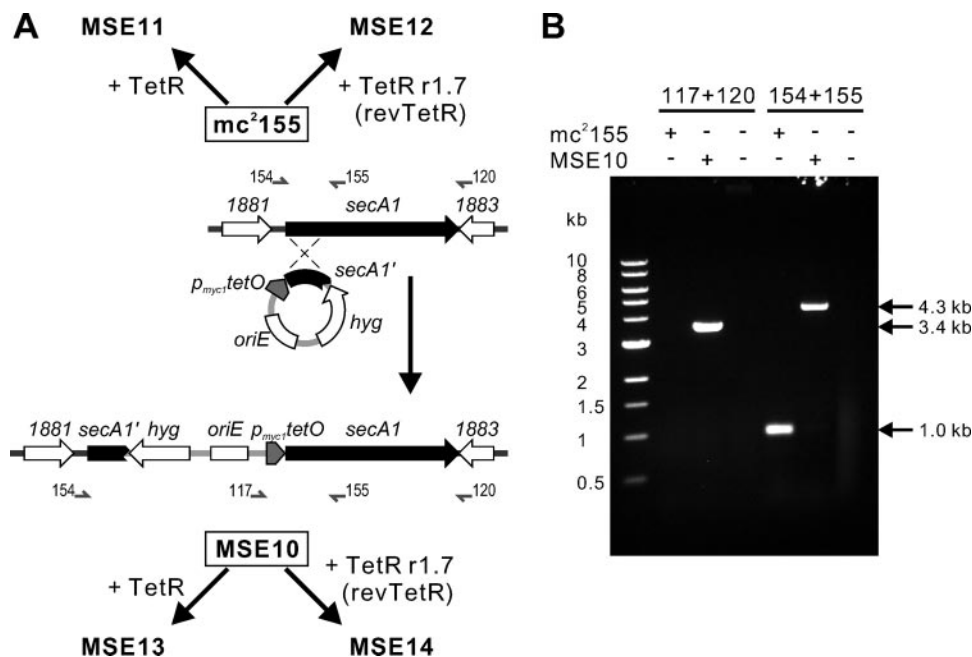 A
MSE11 MSE12
+ TetR + TetR r1.7
(revTetR)
mc²155
154 155 120
1881 secA1 1883
secA1'
pmyc1tetO
oriE hyg
1881 secA1' hyg oriE pmyc1tetO secA1 1883
154 117 155 120
MSE10
+ TetR + TetR r1.7
(revTetR)
MSE13 MSE14
B
117+120 154+155
mc²155 + - - + - -
MSE10 - + - - + -
kb
10
8
6
5
4
3
2
1.5
1
0.5
4.3 kb
3.4 kb
1.0 kb